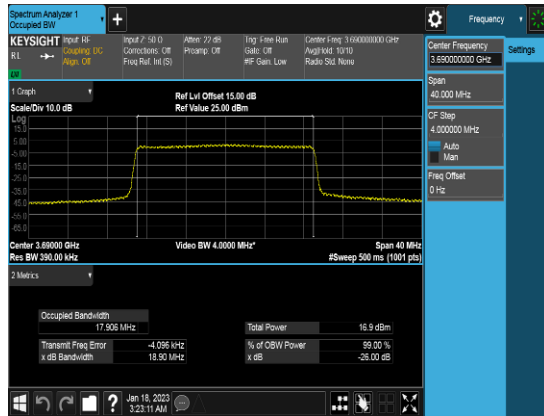 Spectrum Analyzer 1
Occupied BW
+
Frequency
KEYSIGHT
RL
Input: RF
Coupling: DC
Align: Off
Input Z: 50 Ω
Corrections: Off
Freq Ref: Int (S)
Atten: 22 dB
Preamp: Off
Trig: Free Run
Gate: Off
#IF Gain: Low
Center Freq: 3.690000000 GHz
Avg|Hold: 10/10
Radio Std: None
Center Frequency
3.690000000 GHz
Settings
Span
40.000 MHz
CF Step
4.000000 MHz
Auto
Man
Freq Offset
0 Hz
1 Graph
Scale/Div 10.0 dB
Ref Lvl Offset 15.00 dB
Ref Value 25.00 dBm
Log
15.0
5.00
-5.00
-15.0
-25.0
-35.0
-45.0
-55.0
-65.0
Center 3.69000 GHz
Res BW 390.00 kHz
Video BW 4.0000 MHz*
Span 40 MHz
#Sweep 500 ms (1001 pts)
2 Metrics
Occupied Bandwidth
17.906 MHz
Total Power 16.9 dBm
Transmit Freq Error -4.096 kHz
% of OBW Power 99.00 %
x dB Bandwidth 18.90 MHz
x dB -26.00 dB
?
Jan 18, 2023
3:23:11 AM